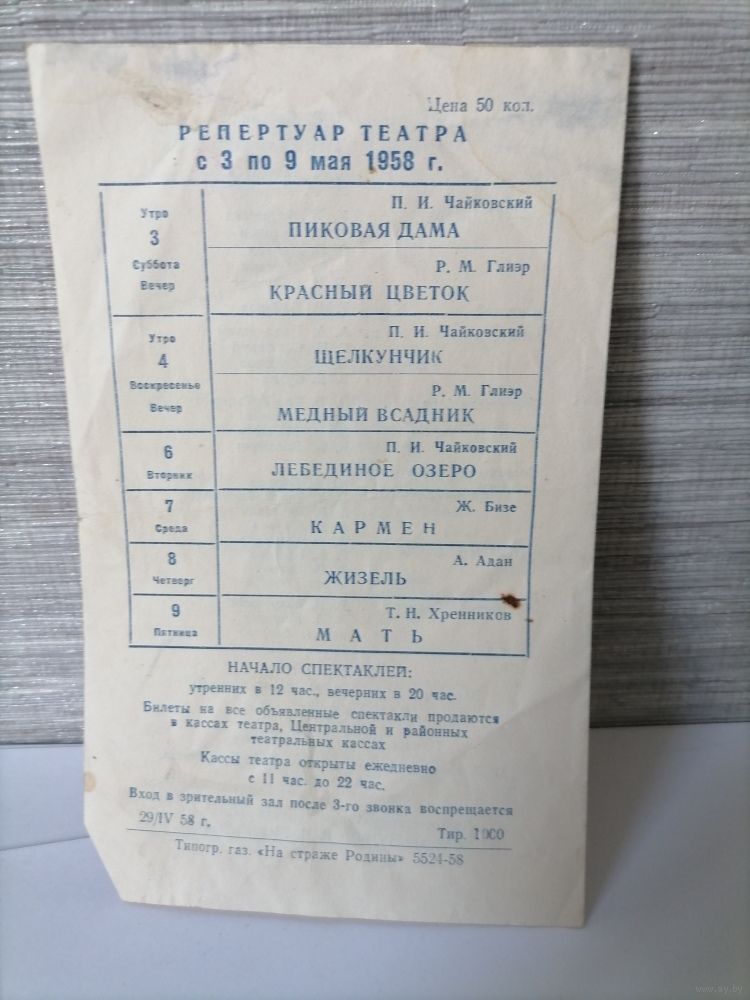 Цена 50 коп.
РЕПЕРТУАР ТЕАТРА
с 3 по 9 мая 1958 г.
Утро
3
Суббота
Вечер
П. И. Чайковский
ПИКОВАЯ ДАМА
Р. М. Глиэр
КРАСНЫЙ ЦВЕТОК
Утро
4
Воскресенье
Вечер
П. И. Чайковский
ЩЕЛКУНЧИК
Р. М. Глиэр
МЕДНЫЙ ВСАДНИК
6
Вторник
П. И. Чайковский
ЛЕБЕДИНОЕ ОЗЕРО
7
Среда
Ж. Бизе
КАРМЕН
8
Четверг
А. Адан
ЖИЗЕЛЬ
9
Пятница
Т. Н. Хренников
МАТЬ
НАЧАЛО СПЕКТАКЛЕЙ:
утренних в 12 час., вечерних в 20 час.
Билеты на все объявленные спектакли продаются
в кассах театра, Центральной и районных
театральных кассах
Кассы театра открыты ежедневно
с 11 час. до 22 час.
Вход в зрительный зал после 3-го звонка воспрещается
29/IV 58 г.
Тир. 1000
Типогр. газ. «На страже Родины» 5524-58
www.ay.by